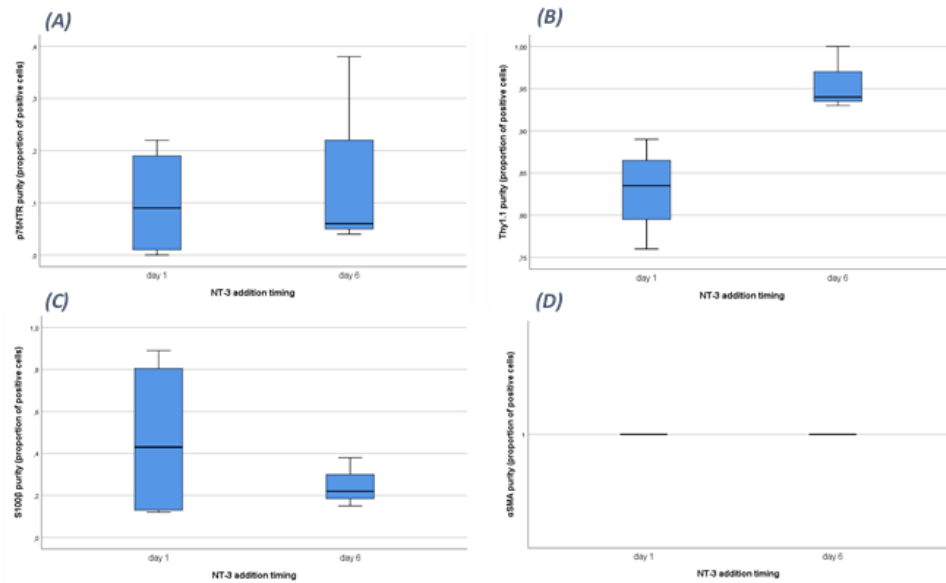 (A)
p75NTR purity (proportion of positive cells)
,4
,3
,2
,1
,0
day 1
day 6
NT-3 addition timing
(B)
Thy1.1 purity (proportion of positive cells)
1,00
,95
,90
,85
,80
,75
day 1
day 6
NT-3 addition timing
(C)
S100β purity (proportion of positive cells)
1,0
,8
,6
,4
,2
,0
day 1
day 6
NT-3 addition timing
(D)
αSMA purity (proportion of positive cells)
1
day 1
day 6
NT-3 addition timing